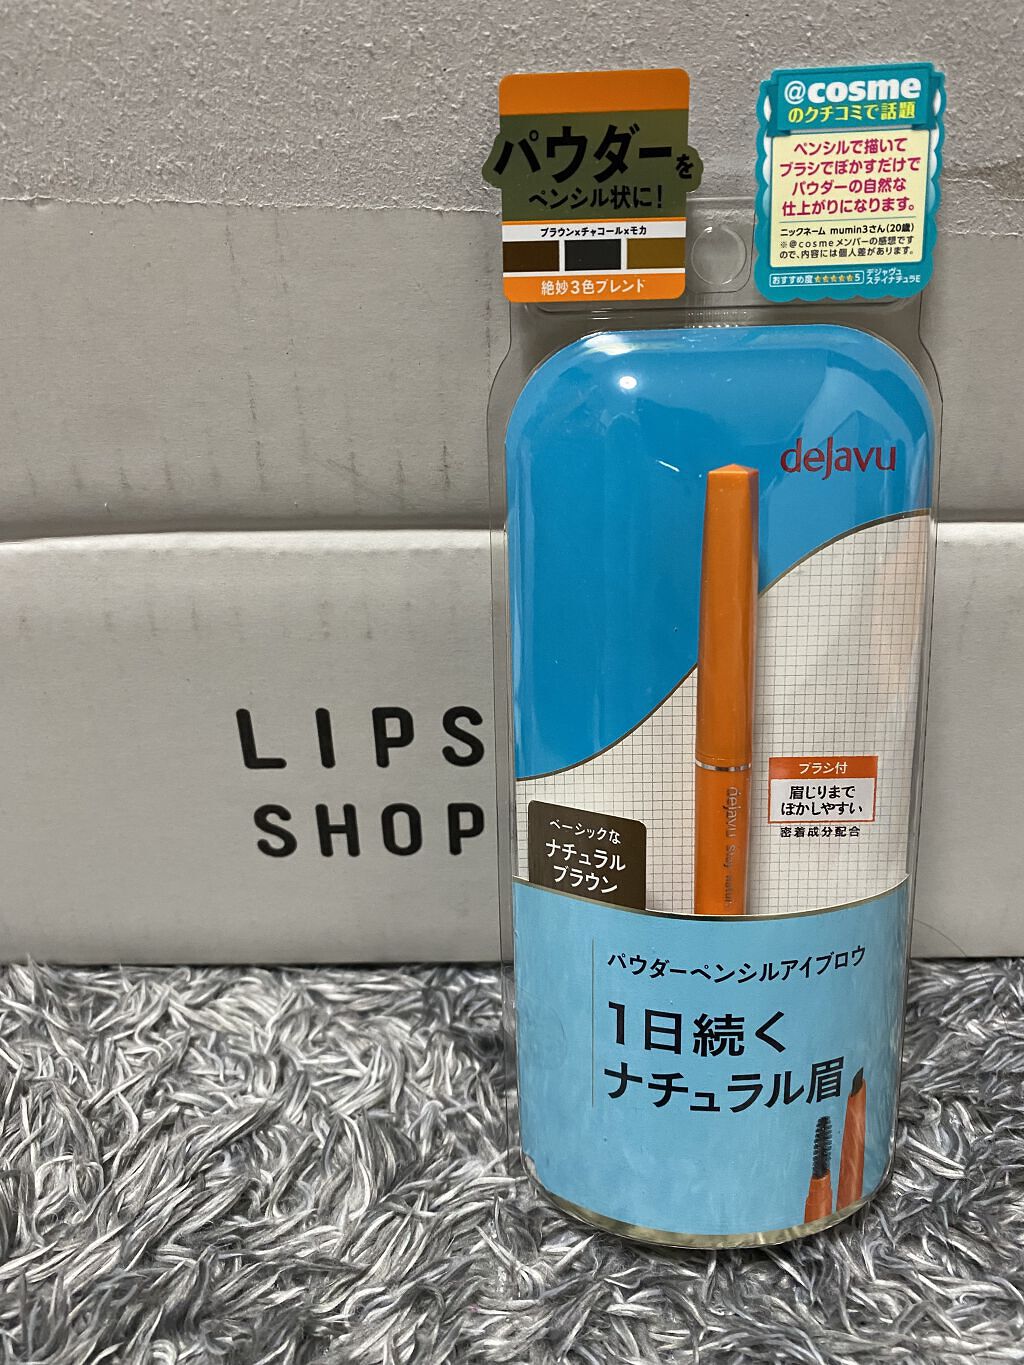 パウダーを
ペンシル状に!
ブラウン×チャコール×モカ
絶妙3色ブレンド
@cosme
のクチコミで話題
ペンシルで描いて
ブラシでぼかすだけで
パウダーの自然な
仕上がりになります。
ニックネーム mumin3さん(20歳)
※@cosmeメンバーの感想です
ので、内容には個人差があります。
おすすめ度★★★★★5
デジャヴュ
ステイナチュラE
dejavu
dejavu Stay natur
ブラシ付
眉じりまで
ぼかしやすい
密着成分配合
ベーシックな
ナチュラル
ブラウン
パウダーペンシルアイブロウ
1日続く
ナチュラル眉
LIPS
SHOP